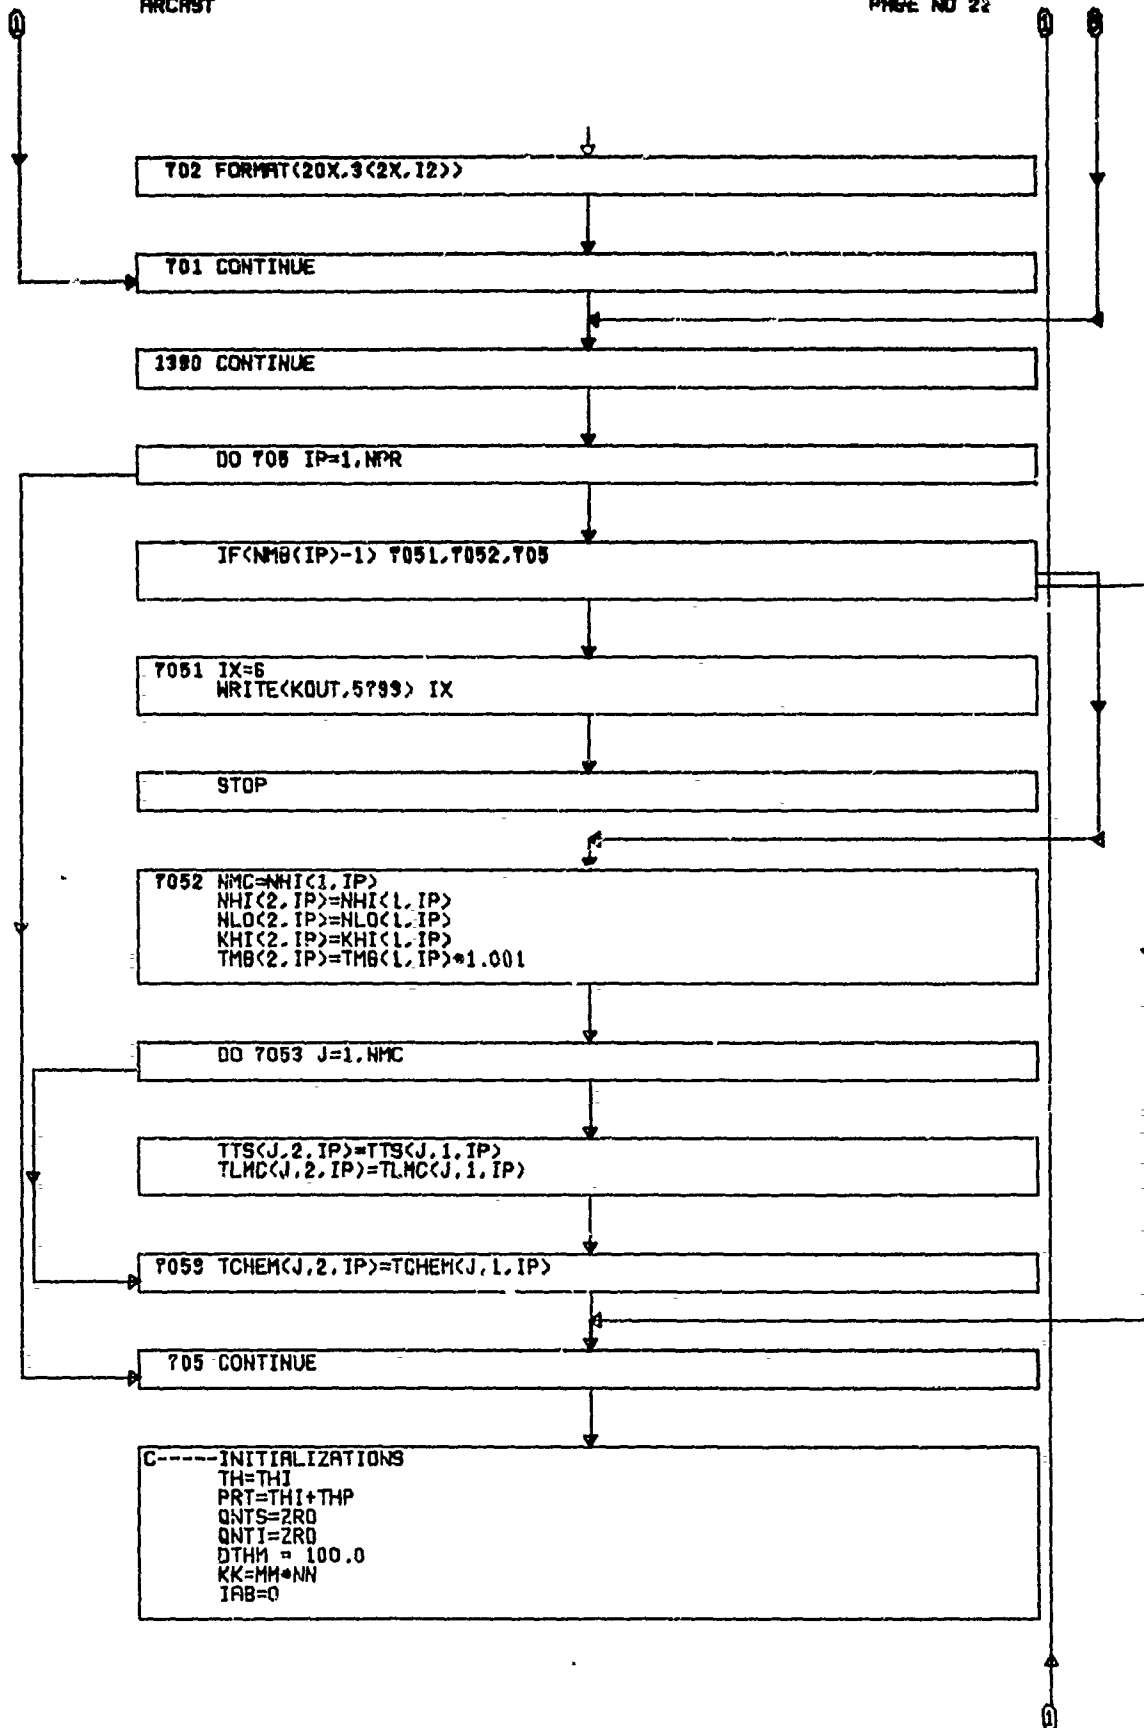 ARCAST PAGE NO 22
1 1
702 FORMAT(20X,3(2X,I2))
701 CONTINUE
1390 CONTINUE
DO 705 IP=1,NPR
IF(NMB(IP)-1) 7051,7052,705
7051 IX=6
WRITE(KOUT,5799) IX
STOP
7052 NMC=NHI(1,IP)
NHI(2,IP)=NHI(1,IP)
NLO(2,IP)=NLO(1,IP)
KHI(2,IP)=KHI(1,IP)
TMB(2,IP)=TMB(1,IP)*1.001
DO 7053 J=1,NMC
TTS(J,2,IP)=TTS(J,1,IP)
TLMC(J,2,IP)=TLMC(J,1,IP)
7053 TCHEM(J,2,IP)=TCHEM(J,1,IP)
705 CONTINUE
C-----INITIALIZATIONS
TH=THI
PRT=THI+THP
QNTS=ZRO
QNTI=ZRO
DTHM = 100.0
KK=MM*NN
IAB=0
1